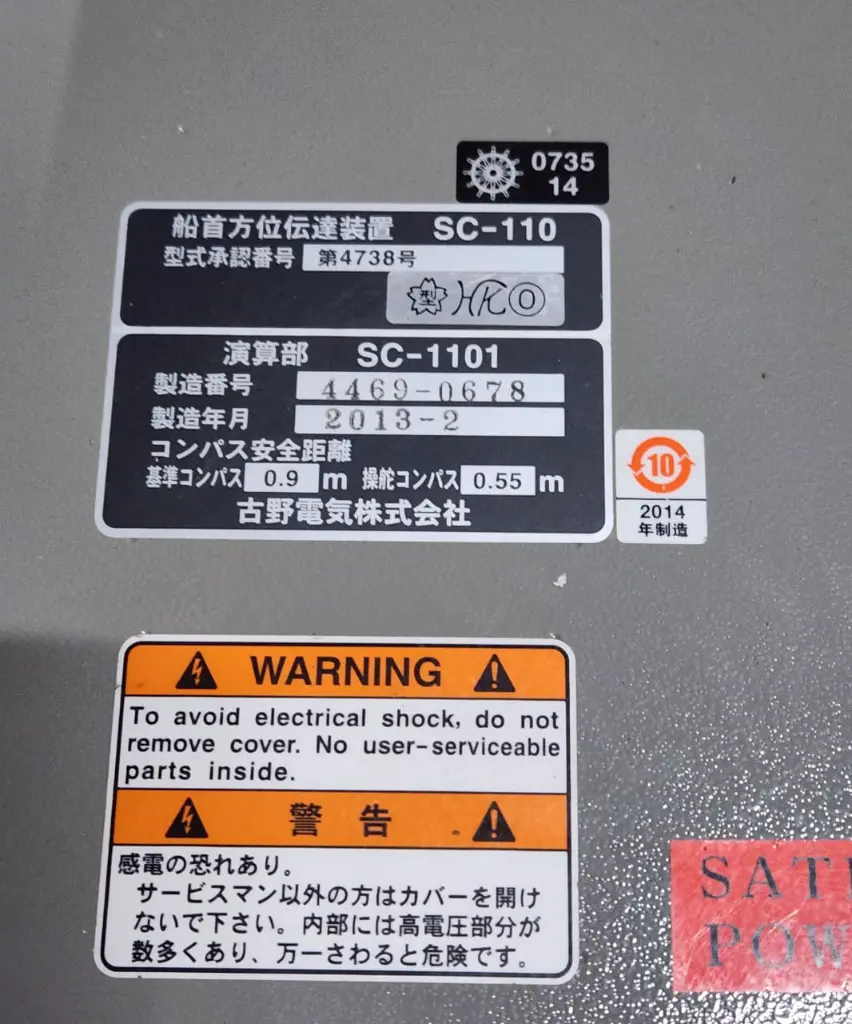 0735
14
船首方位伝達装置 SC-110
型式承認番号 第4738号
型 HK O
演算部 SC-1101
製造番号 4469-0678
製造年月 2013-2
コンパス安全距離
基準コンパス 0.9 m 操舵コンパス 0.55 m
古野電気株式会社
10
2014
年制造
WARNING
To avoid electrical shock, do not
remove cover. No user-serviceable
parts inside.
警告
感電の恐れあり。
サービスマン以外の方はカバーを開け
ないで下さい。内部には高電圧部分が
数多くあり、万一さわると危険です。
SAT
POW